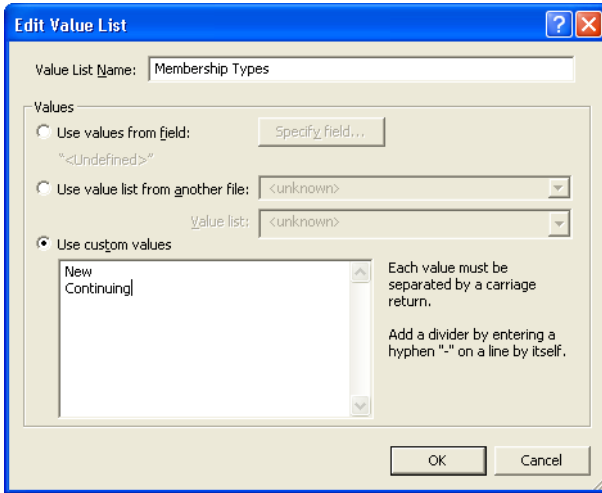 Edit Value List
Value List Name: Membership Types
Values
Use values from field: Specify field...
"<Undefined>"
Use value list from another file: <unknown>
Value list: <unknown>
Use custom values
New
Continuing
Each value must be
separated by a carriage
return.
Add a divider by entering a
hyphen "-" on a line by itself.
OK Cancel